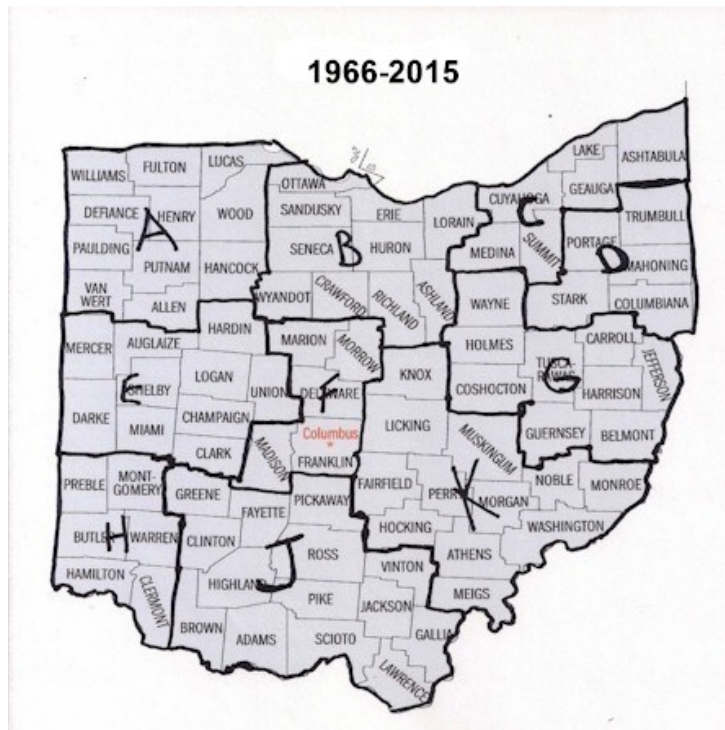 1966-2015
LAKE
ASHTABULA
WILLIAMS
FULTON
LUCAS
GEAUGA
OTTAWA
CUYAHOGA
C
DEFIANCE
HENRY
WOOD
SANDUSKY
ERIE
LORAIN
TRUMBULL
A
B
SUMMIT
PORTAGE
D
PAULDING
SENECA
HURON
MEDINA
MAHONING
PUTNAM
HANCOCK
VAN
WERT
ALLEN
WYANDOT
CRAWFORD
RICHLAND
ASHLAND
WAYNE
STARK
COLUMBIANA
HARDIN
MERCER
AUGLAIZE
MARION
MORROW
HOLMES
CARROLL
JEFFERSON
TUSCA-
RAWAS
G
LOGAN
KNOX
E
SHELBY
UNION
DELAWARE
COSHOCTON
HARRISON
DARKE
MIAMI
CHAMPAIGN
LICKING
Columbus
MUSKINGUM
GUERNSEY
BELMONT
CLARK
MADISON
FRANKLIN
PREBLE
MONT-
GOMERY
GREENE
FAIRFIELD
PERRY
K
MORGAN
NOBLE
MONROE
FAYETTE
PICKAWAY
BUTLER
H
WARREN
CLINTON
HOCKING
WASHINGTON
J
ROSS
ATHENS
HAMILTON
CLERMONT
HIGHLAND
VINTON
PIKE
JACKSON
MEIGS
BROWN
ADAMS
SCIOTO
GALLIA
LAWRENCE